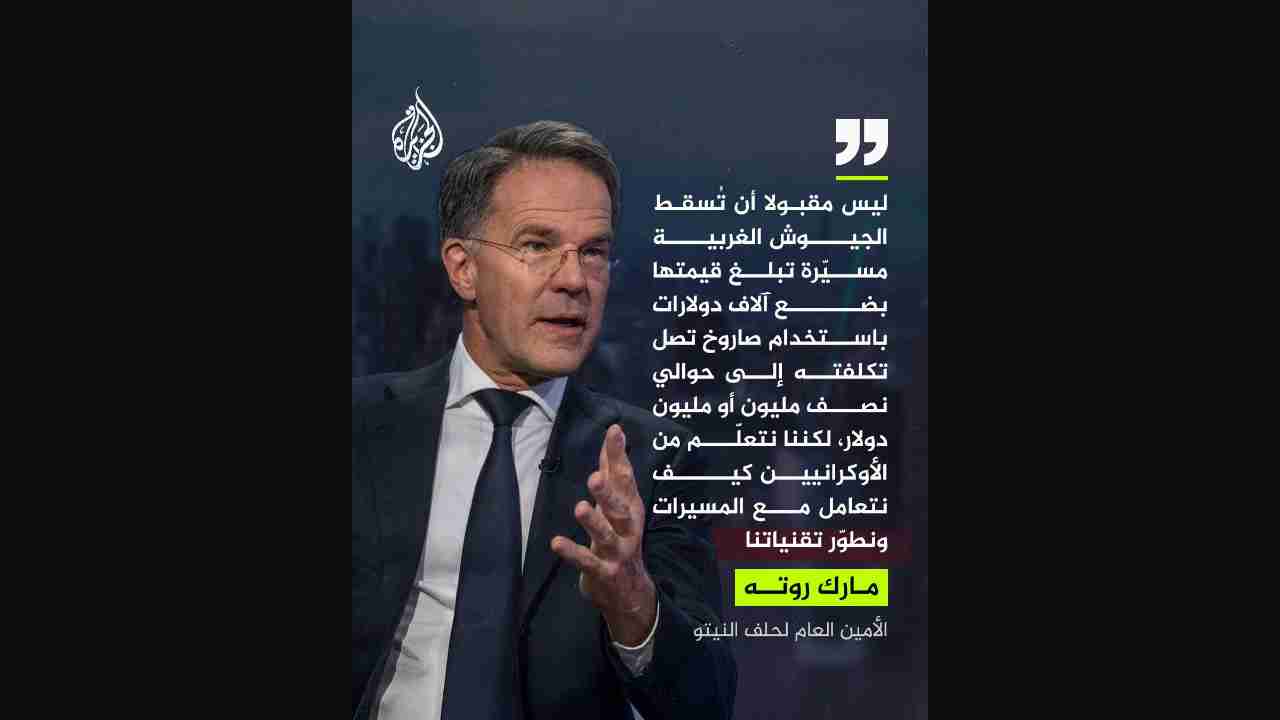 الجزيرة
ليس مقبولا أن تُسقط
الجيوش الغربية
مسيّرة تبلغ قيمتها
بضع آلاف دولارات
باستخدام صاروخ تصل
تكلفته إلى حوالي
نصف مليون أو مليون
دولار، لكننا نتعلّم من
الأوكرانيين كيف
نتعامل مع المسيرات
ونطوّر تقنياتنا
مارك روته
الأمين العام لحلف النيتو